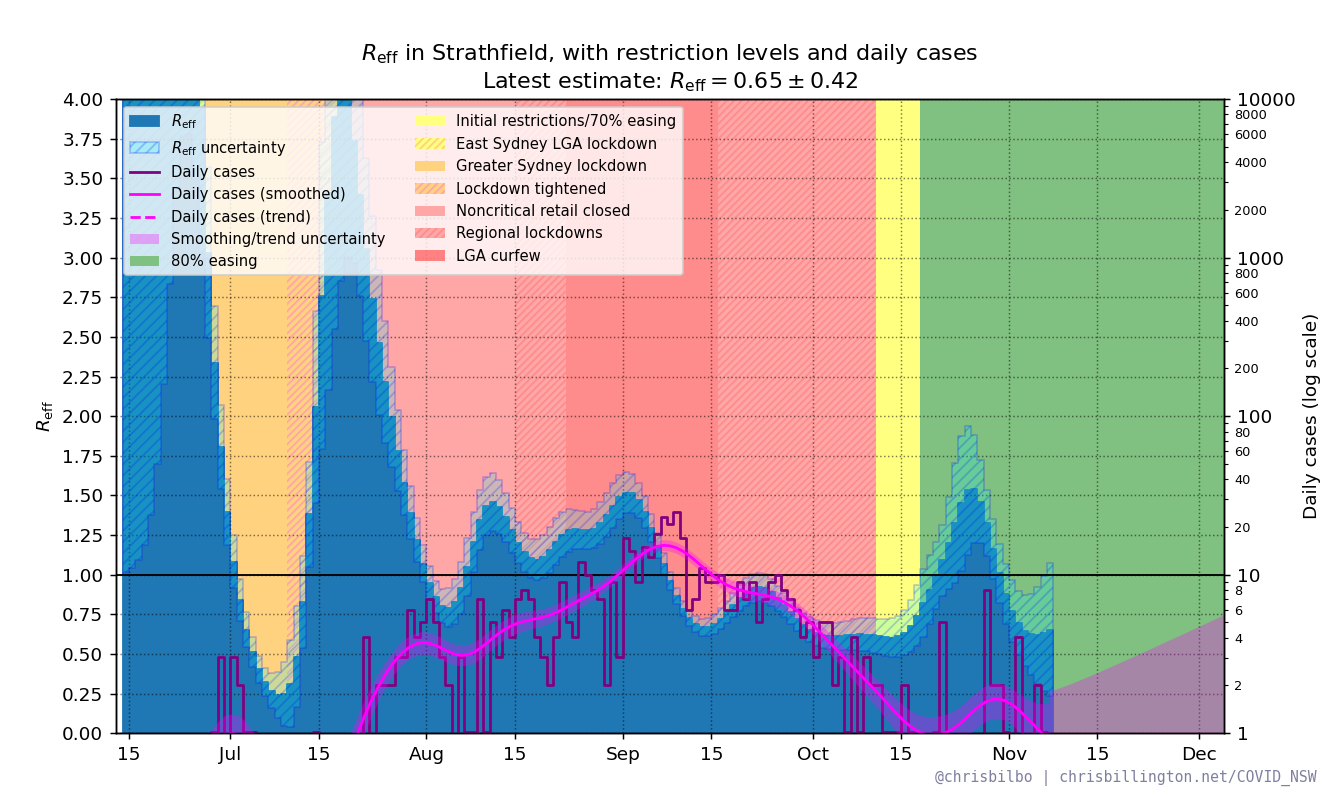 Reff in Strathfield, with restriction levels and daily cases
Latest estimate: Reff = 0.65 ± 0.42
Reff
Reff uncertainty
Daily cases
Daily cases (smoothed)
Daily cases (trend)
Smoothing/trend uncertainty
80% easing
Initial restrictions/70% easing
East Sydney LGA lockdown
Greater Sydney lockdown
Lockdown tightened
Noncritical retail closed
Regional lockdowns
LGA curfew
Reff
4.00
3.75
3.50
3.25
3.00
2.75
2.50
2.25
2.00
1.75
1.50
1.25
1.00
0.75
0.50
0.25
0.00
15
Jul
15
Aug
15
Sep
15
Oct
15
Nov
15
Dec
10000
8000
6000
4000
2000
1000
800
600
400
200
100
80
60
40
20
10
8
6
4
2
1
Daily cases (log scale)
@chrisbilbo | chrisbillington.net/COVID_NSW